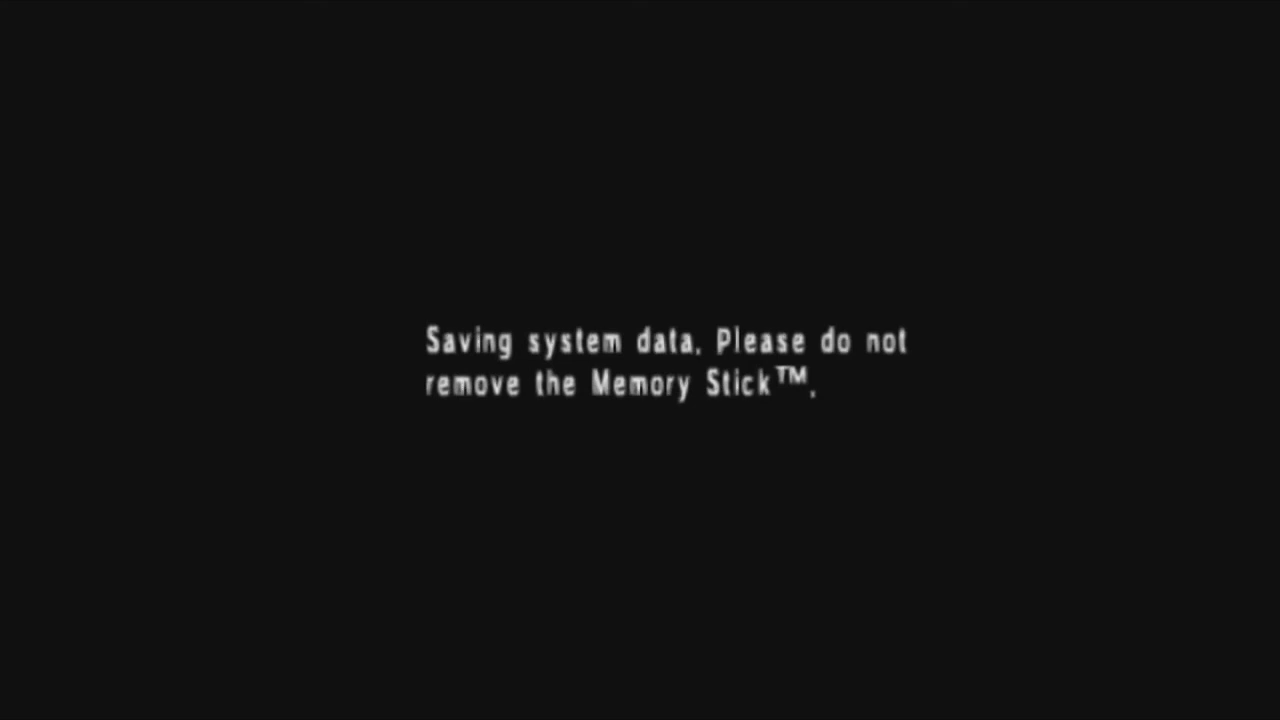 Saving system data. Please do not
remove the Memory Stick™.